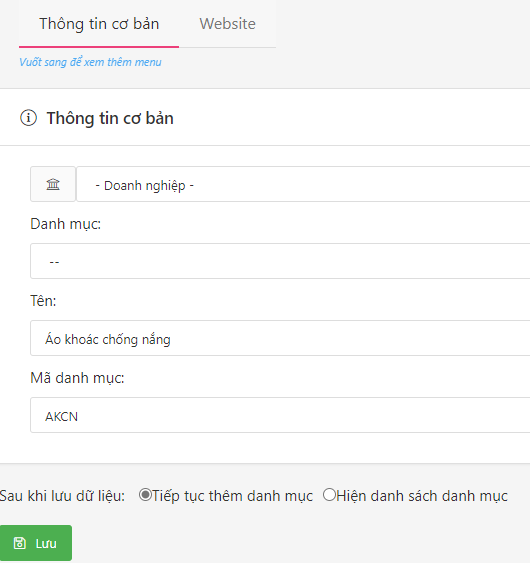 Thông tin cơ bản Website
Vuốt sang để xem thêm menu
Thông tin cơ bản
- Doanh nghiệp -
Danh mục:
--
Tên:
Áo khoác chống nắng
Mã danh mục:
AKCN
Sau khi lưu dữ liệu: Tiếp tục thêm danh mục Hiện danh sách danh mục
Lưu